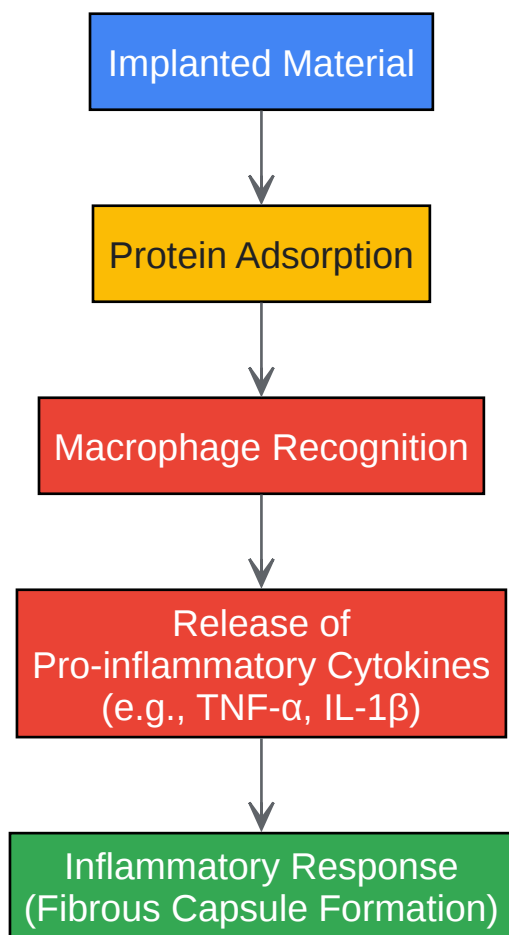 Implanted Material
Protein Adsorption
Macrophage Recognition
Release of
Pro-inflammatory Cytokines
(e.g., TNF-α, IL-1β)
Inflammatory Response
(Fibrous Capsule Formation)